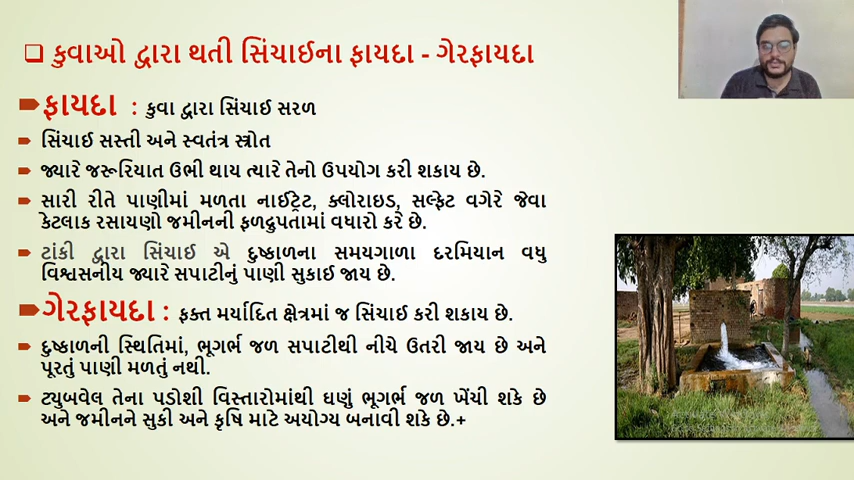 કુવાઓ દ્વારા થતી સિંચાઈના ફાયદા - ગેરફાયદા
ફાયદા : કુવા દ્વારા સિંચાઈ સરળ
સિંચાઈ સસ્તી અને સ્વતંત્ર સ્ત્રોત
જ્યારે જરૂરિયાત ઉભી થાય ત્યારે તેનો ઉપયોગ કરી શકાય છે.
સારી રીતે પાણીમાં મળતા નાઈટ્રેટ, ક્લોરાઇડ, સલ્ફેટ વગેરે જેવા
કેટલાક રસાયણો જમીનની ફળદ્રુપતામાં વધારો કરે છે.
ટાંકી દ્વારા સિંચાઈ એ દુષ્કાળના સમયગાળા દરમિયાન વધુ
વિશ્વસનીય જ્યારે સપાટીનું પાણી સુકાઈ જાય છે.
ગેરફાયદા : ફક્ત મર્યાદિત ક્ષેત્રમાં જ સિંચાઈ કરી શકાય છે.
દુષ્કાળની સ્થિતિમાં, ભૂગર્ભ જળ સપાટીથી નીચે ઉતરી જાય છે અને
પૂરતું પાણી મળતું નથી.
ટ્યુબવેલ તેના પડોશી વિસ્તારોમાંથી ઘણું ભૂગર્ભ જળ ખેંચી શકે છે
અને જમીનને સુકી અને કૃષિ માટે અયોગ્ય બનાવી શકે છે.+